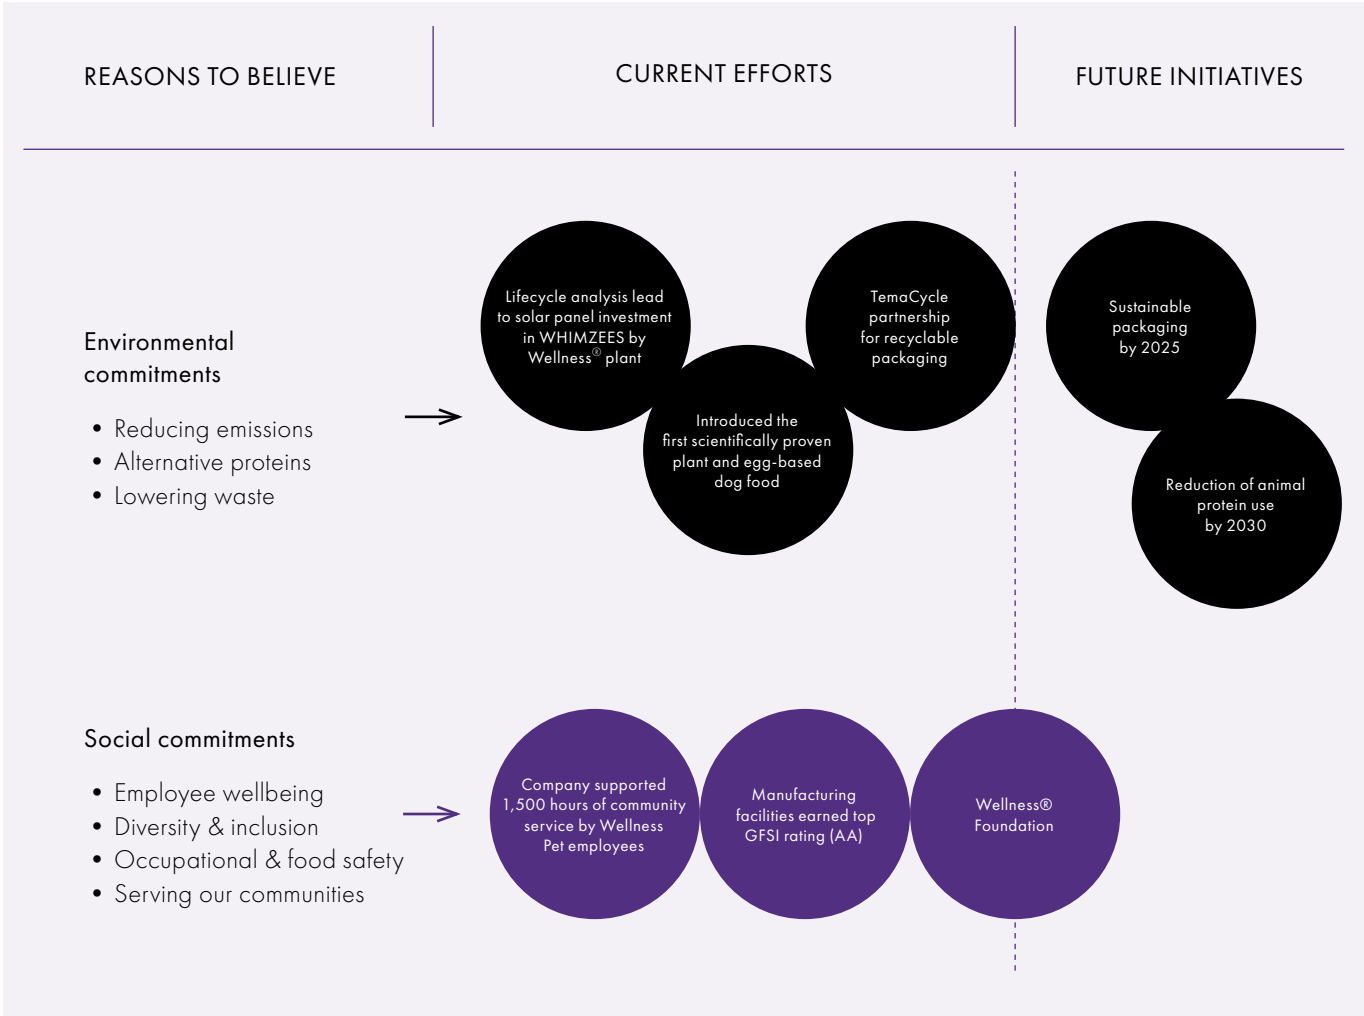 REASONS TO BELIEVE
CURRENT EFFORTS
FUTURE INITIATIVES
Environmental
commitments
• Reducing emissions
• Alternative proteins
• Lowering waste
Lifecycle analysis lead
to solar panel investment
in WHIMZEES by
Wellness® plant
Introduced the
first scientifically proven
plant and egg-based
dog food
TemaCycle
partnership
for recyclable
packaging
Sustainable
packaging
by 2025
Reduction of animal
protein use
by 2030
Social commitments
• Employee wellbeing
• Diversity & inclusion
• Occupational & food safety
• Serving our communities
Company supported
1,500 hours of community
service by Wellness
Pet employees
Manufacturing
facilities earned top
GFSI rating (AA)
Wellness®
Foundation